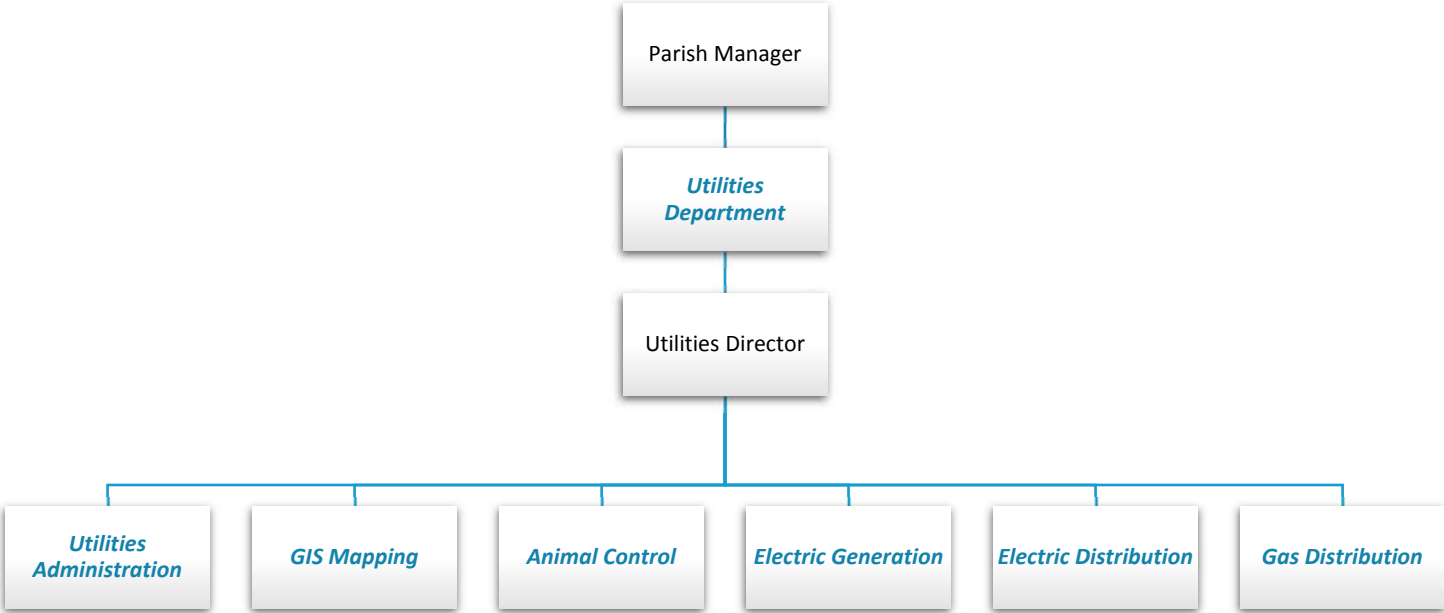 Parish Manager
Utilities
Department
Utilities Director
Utilities
Administration
GIS Mapping
Animal Control
Electric Generation
Electric Distribution
Gas Distribution